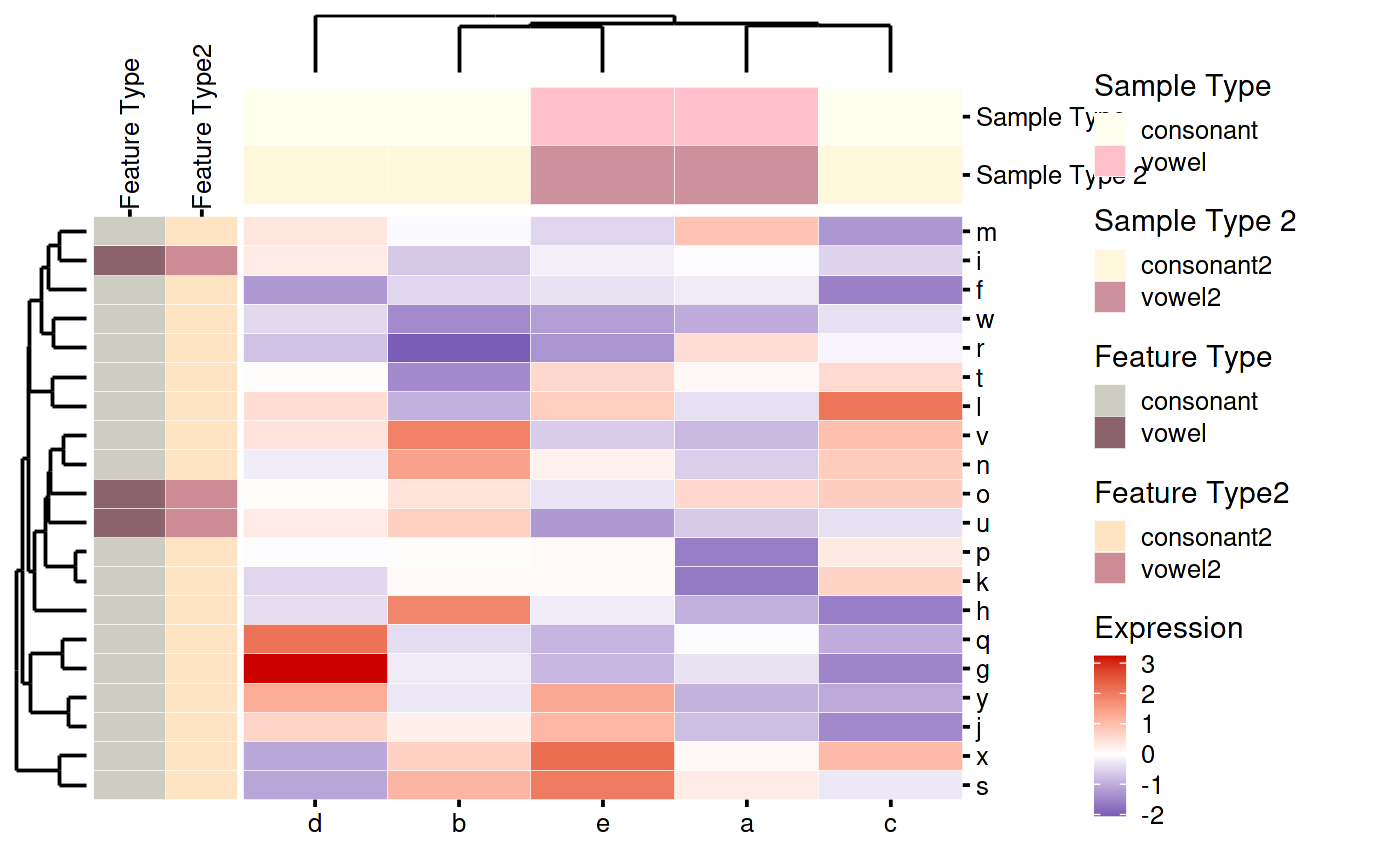 Feature Type
Feature Type2
Sample Type
Sample Type 2
m
i
f
w
r
t
l
v
n
o
u
p
k
h
q
g
y
j
x
s
d b e a c
Sample Type
consonant
vowel
Sample Type 2
consonant2
vowel2
Feature Type
consonant
vowel
Feature Type2
consonant2
vowel2
Expression
3
2
1
0
-1
-2